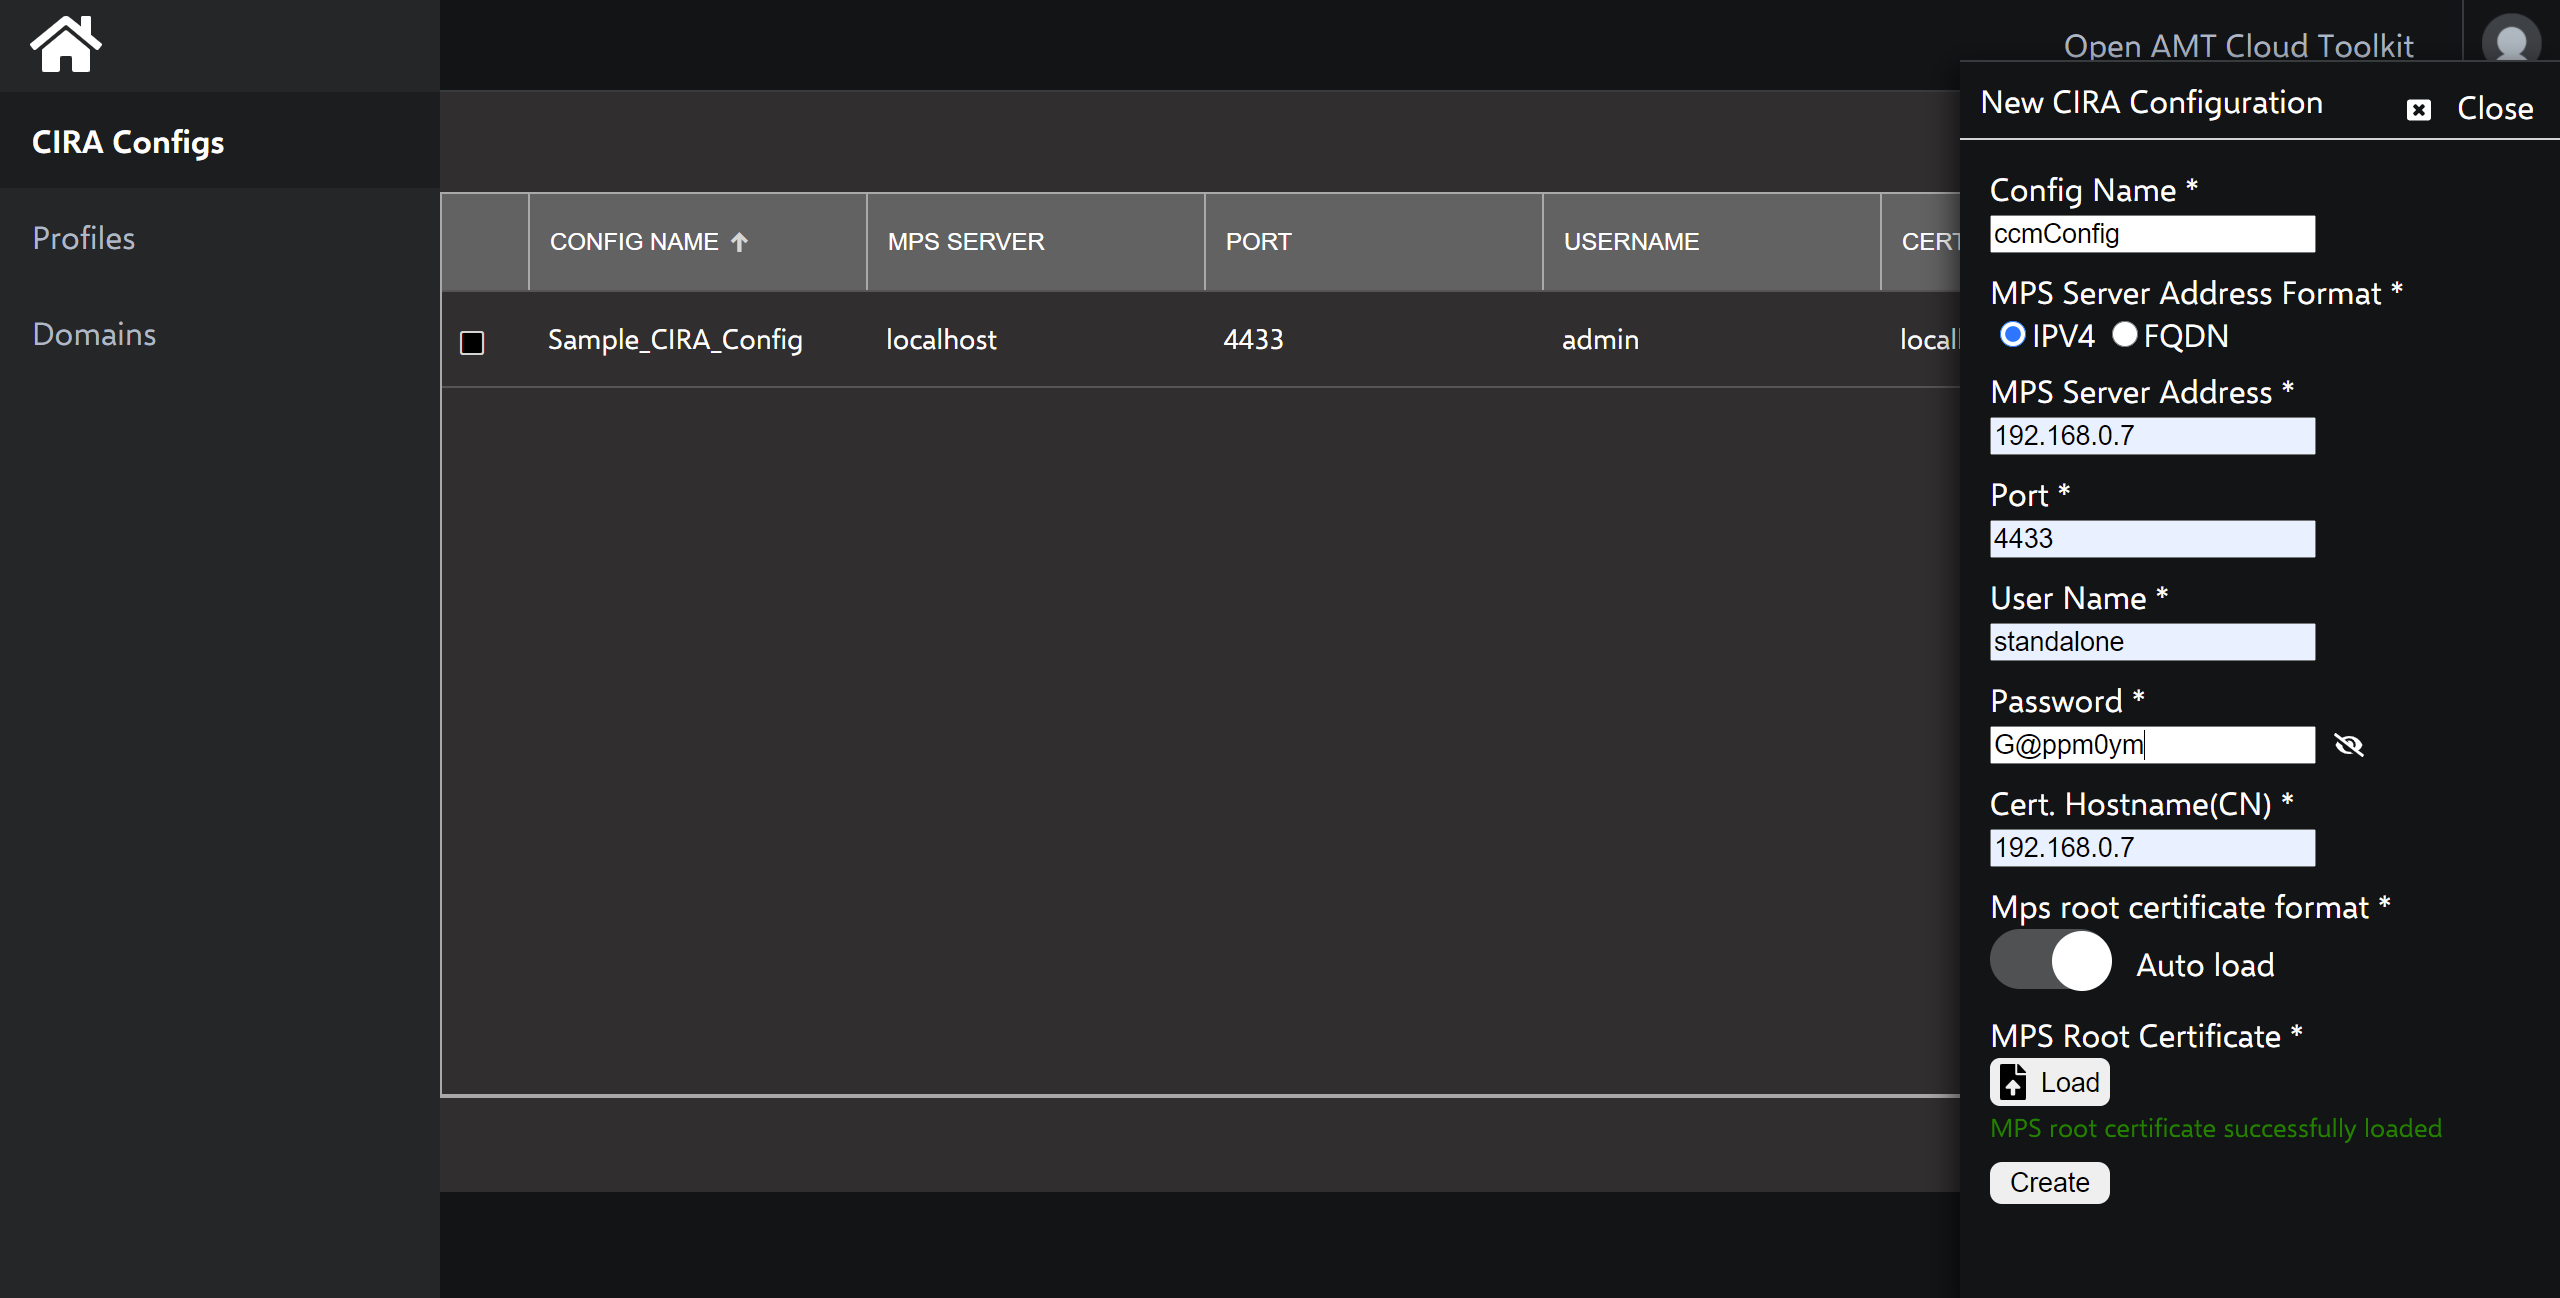 Open AMT Cloud Toolkit
CIRA Configs
Profiles
Domains
CONFIG NAME MPS SERVER PORT USERNAME
Sample_CIRA_Config localhost 4433 admin
New CIRA Configuration Close
Config Name *
ccmConfig
MPS Server Address Format *
IPV4 FQDN
MPS Server Address *
192.168.0.7
Port *
4433
User Name *
standalone
Password *
G@ppm0ym
Cert. Hostname(CN) *
192.168.0.7
Mps root certificate format *
Auto load
MPS Root Certificate *
Load
MPS root certificate successfully loaded
Create